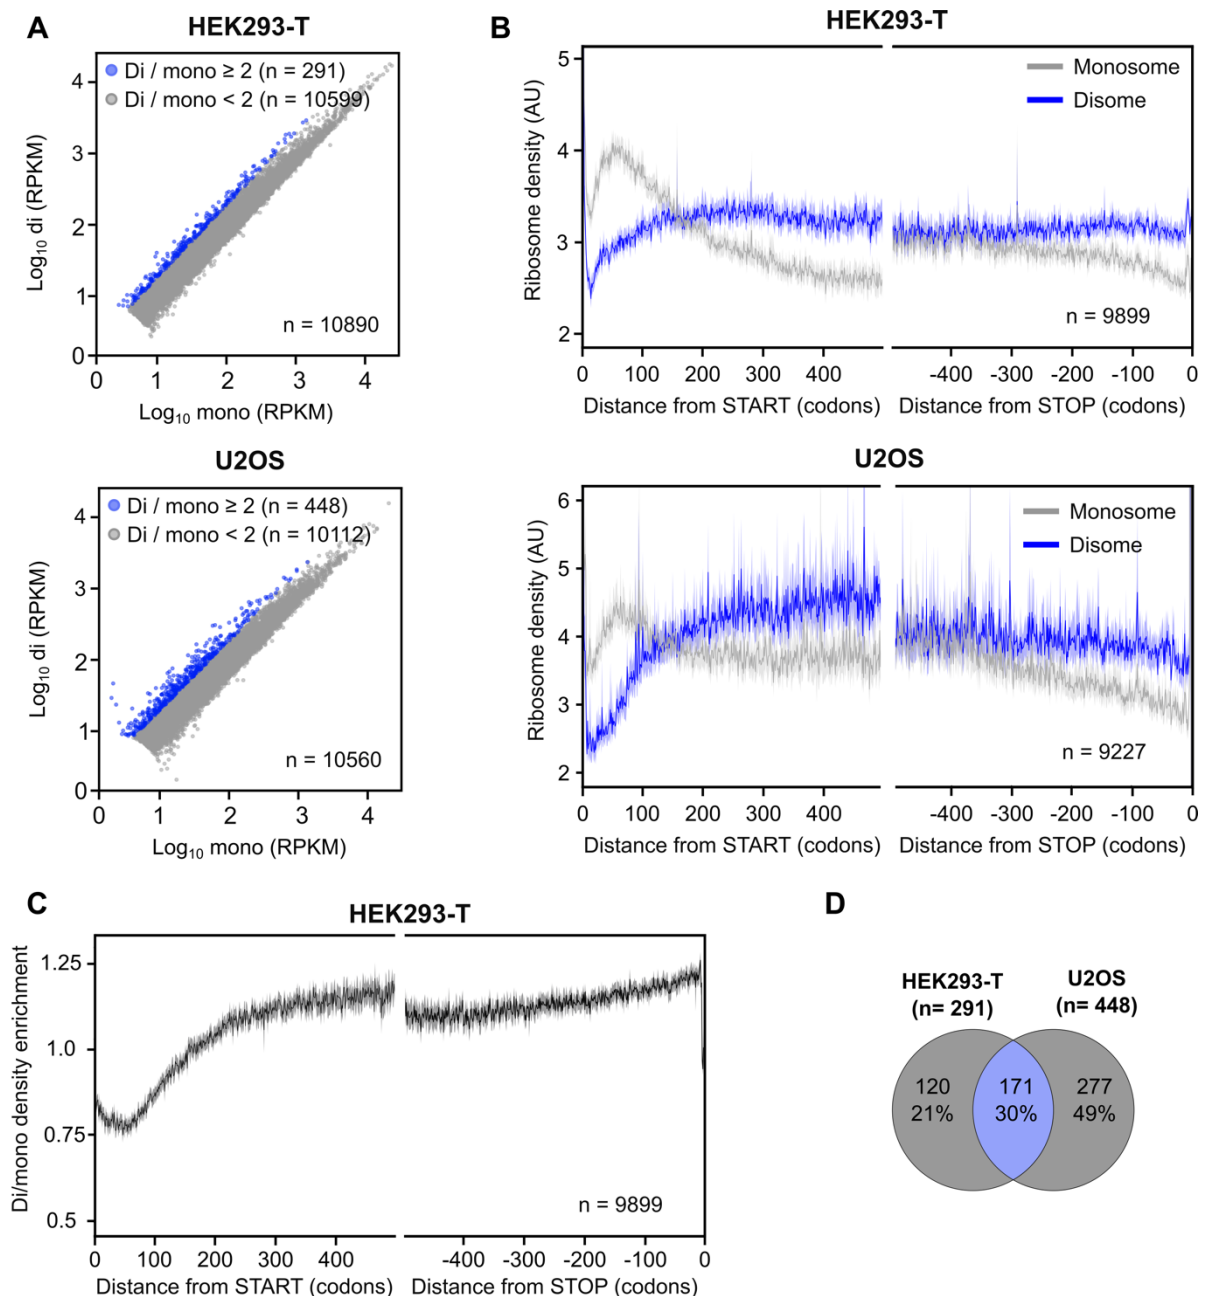 A
HEK293-T
Di / mono ≥ 2 (n = 291)
Di / mono < 2 (n = 10599)
n = 10890
Log₁₀ di (RPKM)
4
3
2
1
0
0 1 2 3 4
Log₁₀ mono (RPKM)
U2OS
Di / mono ≥ 2 (n = 448)
Di / mono < 2 (n = 10112)
n = 10560
Log₁₀ di (RPKM)
4
3
2
1
0
0 1 2 3 4
Log₁₀ mono (RPKM)
B
HEK293-T
Monosome
Disome
n = 9899
Ribosome density (AU)
5
4
3
2
0 100 200 300 400 -400 -300 -200 -100 0
Distance from START (codons) Distance from STOP (codons)
U2OS
Monosome
Disome
n = 9227
Ribosome density (AU)
6
5
4
3
2
0 100 200 300 400 -400 -300 -200 -100 0
Distance from START (codons) Distance from STOP (codons)
C
HEK293-T
Di/mono density enrichment
1.25
1.0
0.75
0.5
n = 9899
0 100 200 300 400 -400 -300 -200 -100 0
Distance from START (codons) Distance from STOP (codons)
D
HEK293-T
(n= 291)
U2OS
(n= 448)
120 171 277
21% 30% 49%